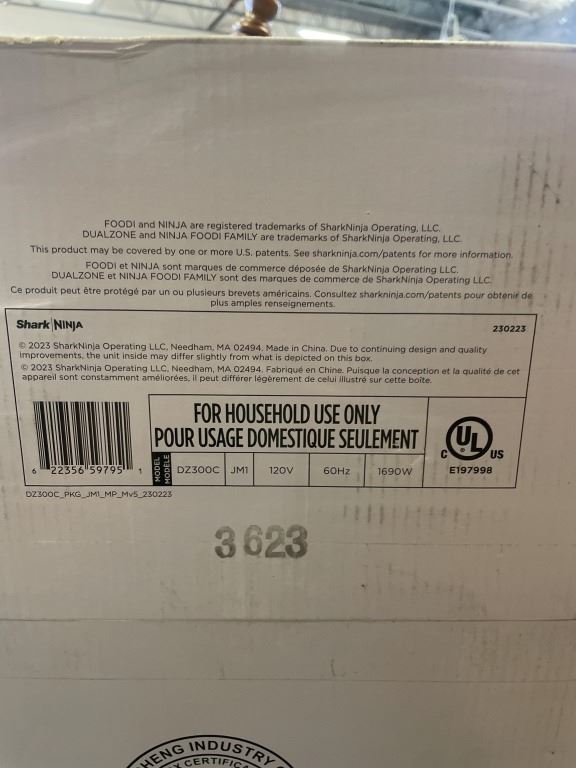 FOODI and NINJA are registered trademarks of SharkNinja Operating, LLC.
DUALZONE and NINJA FOODI FAMILY are trademarks of SharkNinja Operating, LLC.
This product may be covered by one or more U.S. patents. See sharkninja.com/patents for more information.
FOODI et NINJA sont marques de commerce déposée de SharkNinja Operating LLC.
DUALZONE et NINJA FOODI FAMILY sont des marques de commerce de SharkNinja Operating LLC.
Ce produit peut être protégé par un ou plusieurs brevets américains. Consultez sharkninja.com/patents pour obtenir de
plus amples renseignements.
Shark NINJA
230223
© 2023 SharkNinja Operating LLC, Needham, MA 02494. Made in China. Due to continuing design and quality
improvements, the unit inside may differ slightly from what is depicted on this box.
© 2023 SharkNinja Operating LLC, Needham, MA 02494. Fabriqué en Chine. Puisque la conception et la qualité de cet
appareil sont constamment améliorées, il peut différer légèrement de celui illustré sur cette boîte.
FOR HOUSEHOLD USE ONLY
POUR USAGE DOMESTIQUE SEULEMENT
6 22356 59795 1
MODEL
MODÈLE
DZ300C JM1 120V 60Hz 1690W
C UL US
E197998
DZ300C_PKG_JM1_MP_Mv5_230223
3623
HENG INDUSTRY